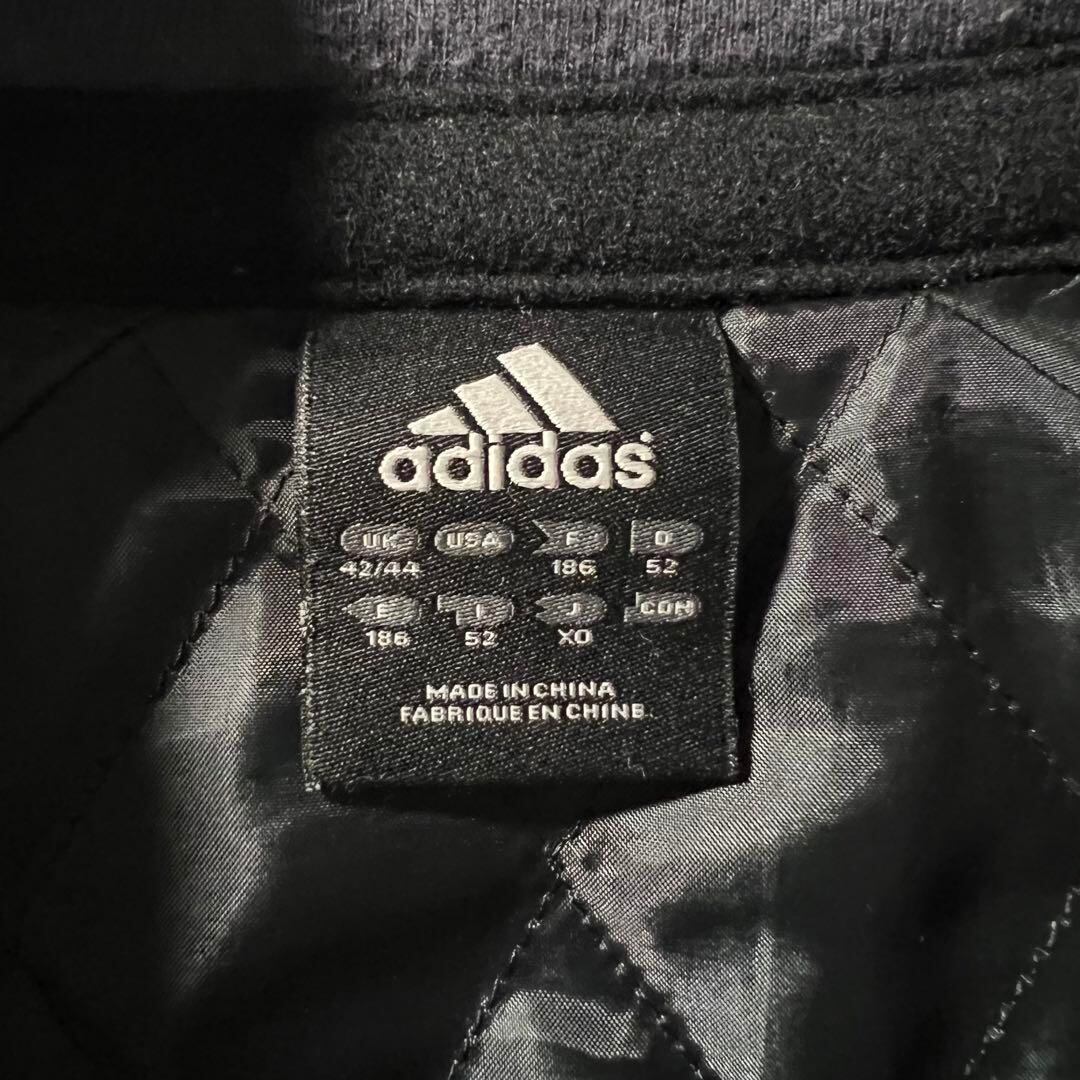 adidas
UK USA F D
42/44 186 52
E I J CDN
186 52 XO
MADE IN CHINA
FABRIQUE EN CHINE